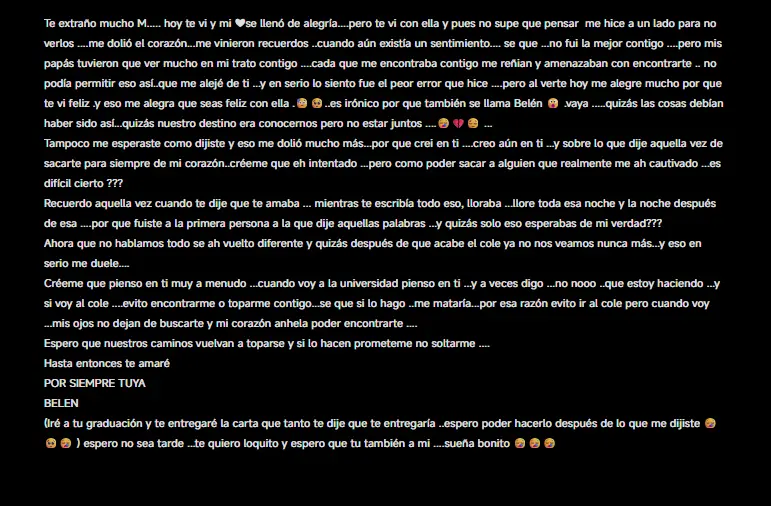 Te extraño mucho M..... hoy te vi y mi 🖤se llenó de alegría....pero te vi con ella y pues no supe que pensar  me hice a un lado para no
verlos ....me dolió el corazón...me vinieron recuerdos ..cuando aún existía un sentimiento.... se que ...no fui la mejor contigo ....pero mis
papás tuvieron que ver mucho en mi trato contigo ....cada que me encontraba contigo me reñian y amenazaban con encontrarte .. no
podía permitir eso así..que me alejé de ti ...y en serio lo siento fue el peor error que hice ....pero al verte hoy me alegre mucho por que
te vi feliz .y eso me alegra que seas feliz con ella .🥲🥺..es irónico por que también se llama Belén 😲.vaya .....quizás las cosas debían
haber sido así...quizás nuestro destino era conocernos pero no estar juntos ....🤧💔🥺 ...
Tampoco me esperaste como dijiste y eso me dolió mucho más...por que crei en ti ....creo aún en ti ...y sobre lo que dije aquella vez de
sacarte para siempre de mi corazón..créeme que eh intentado ...pero como poder sacar a alguien que realmente me ah cautivado ...es
difícil cierto ???
Recuerdo aquella vez cuando te dije que te amaba ... mientras te escribía todo eso, lloraba ...llore toda esa noche y la noche después
de esa ....por que fuiste a la primera persona a la que dije aquellas palabras ...y quizás solo eso esperabas de mi verdad???
Ahora que no hablamos todo se ah vuelto diferente y quizás después de que acabe el cole ya no nos veamos nunca más...y eso en
serio me duele....
Créeme que pienso en ti muy a menudo ...cuando voy a la universidad pienso en ti ...y a veces digo ...no nooo ..que estoy haciendo ...y
si voy al cole ....evito encontrarme o toparme contigo...se que si lo hago ..me mataría...por esa razón evito ir al cole pero cuando voy
...mis ojos no dejan de buscarte y mi corazón anhela poder encontrarte ....
Espero que nuestros caminos vuelvan a toparse y si lo hacen prometeme no soltarme ....
Hasta entonces te amaré
POR SIEMPRE TUYA
BELEN
(Iré a tu graduación y te entregaré la carta que tanto te dije que te entregaría ..espero poder hacerlo después de lo que me dijiste 🤧
🥺🤧 ) espero no sea tarde ...te quiero loquito y espero que tu también a mi ....sueña bonito 🤧🤧🤧